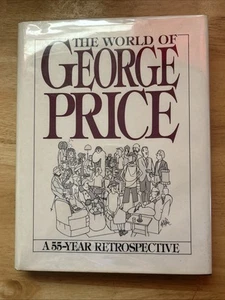 THE WORLD OF
GEORGE
PRICE
A 55-YEAR RETROSPECTIVE